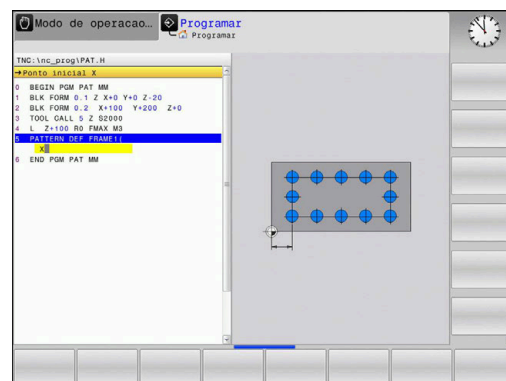 Modo de operacao...
Programar
Programar
TNC:\nc_prog\PAT.H
→Ponto inicial X
0 BEGIN PGM PAT MM
1 BLK FORM 0.1 Z X+0 Y+0 Z-20
2 BLK FORM 0.2 X+100 Y+200 Z+0
3 TOOL CALL 5 Z S2000
4 L Z+100 R0 FMAX M3
5 PATTERN DEF FRAME1(
X
6 END PGM PAT MM